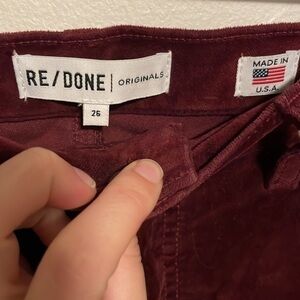 RE/DONE | ORIGINALS
26
MADE IN
U.S.A.